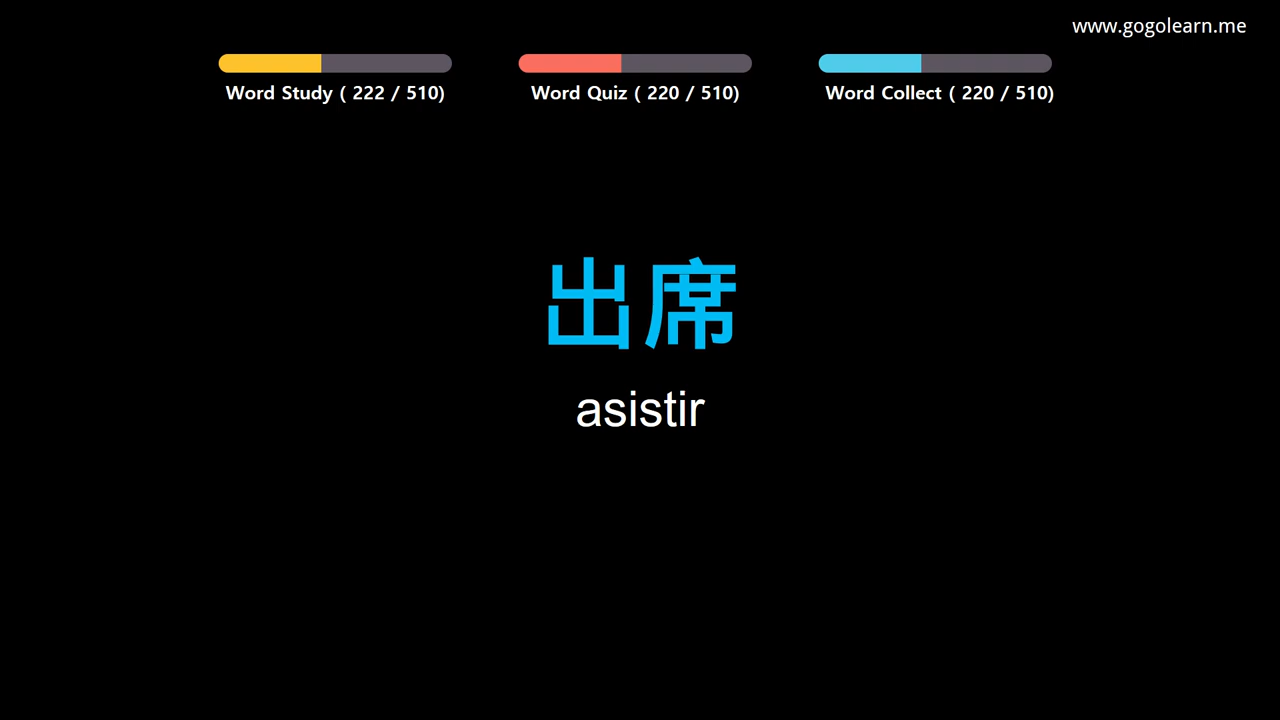 www.gogolearn.me
Word Study ( 222 / 510)
Word Quiz ( 220 / 510)
Word Collect ( 220 / 510)
出席
asistir